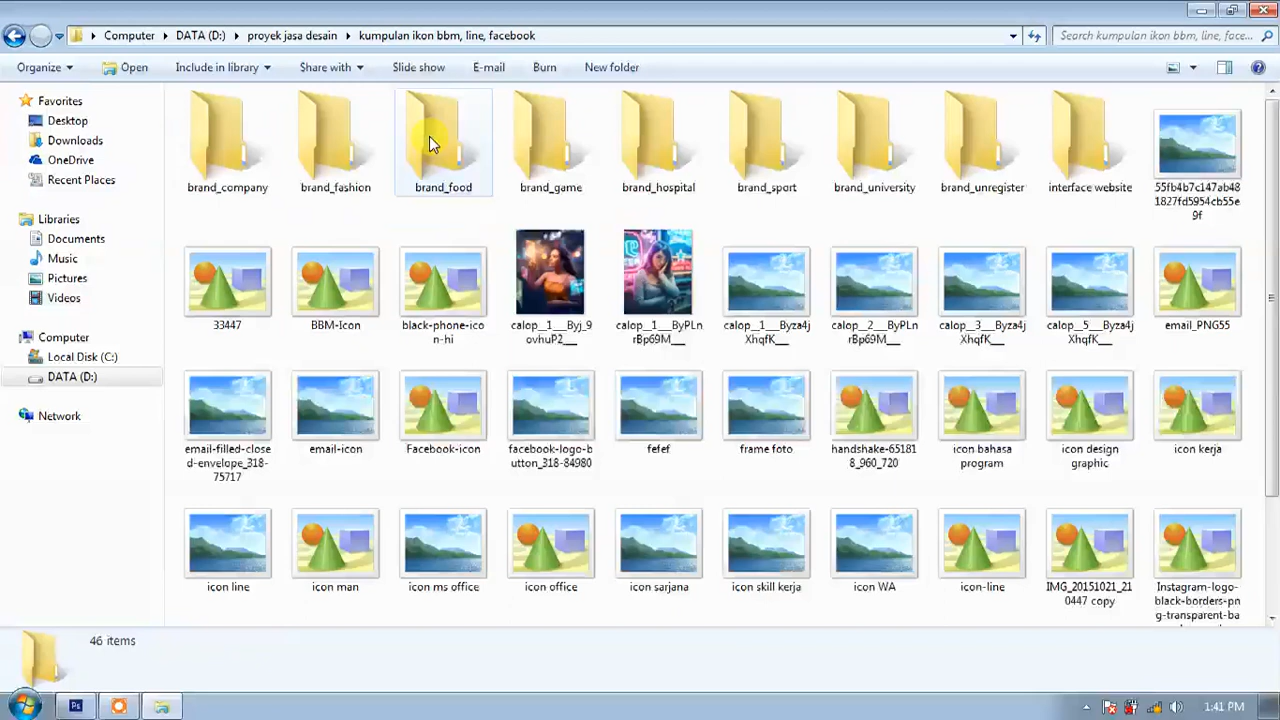 Computer DATA (D:) proyek jasa desain kumpulan ikon bbm, line, facebook
Search kumpulan ikon bbm, line, facee...
Organize Open Include in library Share with Slide show E-mail Burn New folder
Favorites
Desktop
Downloads
OneDrive
Recent Places
Libraries
Documents
Music
Pictures
Videos
Computer
Local Disk (C:)
DATA (D:)
Network
brand_company
brand_fashion
brand_food
brand_game
brand_hospital
brand_sport
brand_university
brand_unregister
interface website
55fb4b7c147ab48
1827fd5954cb55e
9f
33447
BBM-Icon
black-phone-ico
n-hi
calop__1___Byj_9
ovhuP2___
calop__1___ByPLn
rBp69M___
calop__1___Byza4j
XhqfK___
calop__2___ByPLn
rBp69M___
calop__3___Byza4j
XhqfK___
calop__5___Byza4j
XhqfK___
email_PNG55
email-filled-close
d-envelope_318-
75717
email-icon
Facebook-icon
facebook-logo-b
utton_318-84980
fefef
frame foto
handshake-65181
8_960_720
icon bahasa
program
icon design
graphic
icon kerja
icon line
icon man
icon ms office
icon office
icon sarjana
icon skill kerja
icon WA
icon-line
IMG_20151021_21
0447 copy
Instagram-logo-
black-borders-pn
g-transparent-ba
46 items
Ps
1:41 PM